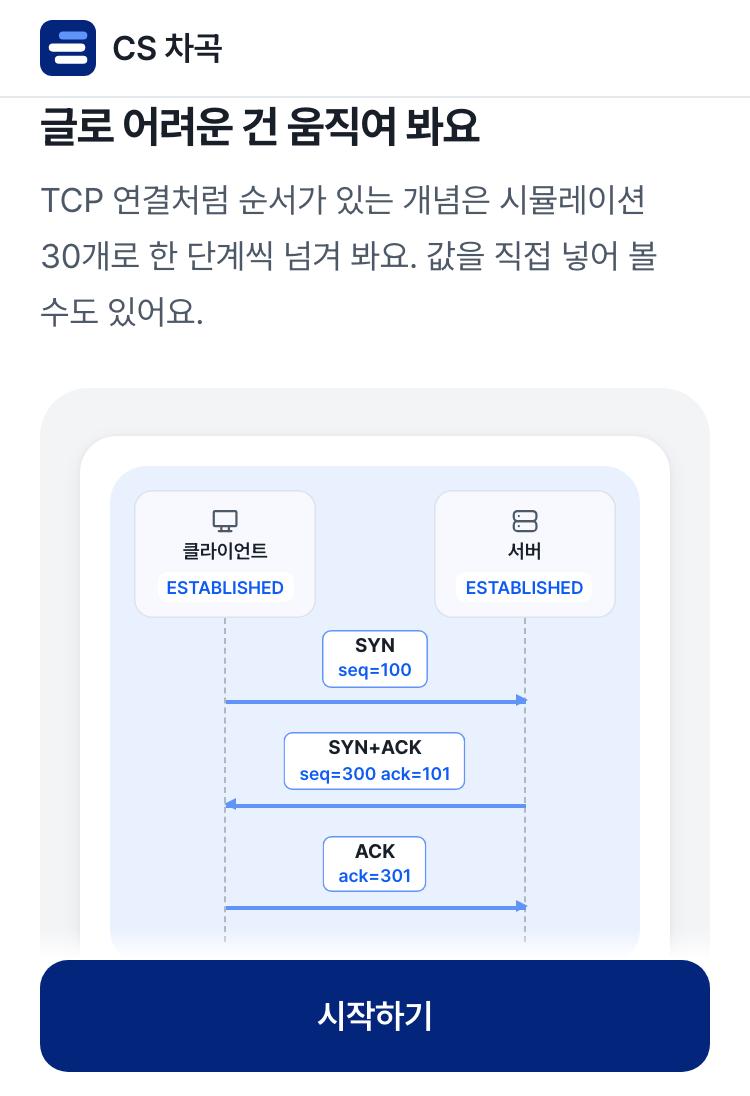 CS 차곡
글로 어려운 건 움직여 봐요
TCP 연결처럼 순서가 있는 개념은 시뮬레이션
30개로 한 단계씩 넘겨 봐요. 값을 직접 넣어 볼
수도 있어요.
클라이언트
ESTABLISHED
서버
ESTABLISHED
SYN
seq=100
SYN+ACK
seq=300 ack=101
ACK
ack=301
시작하기